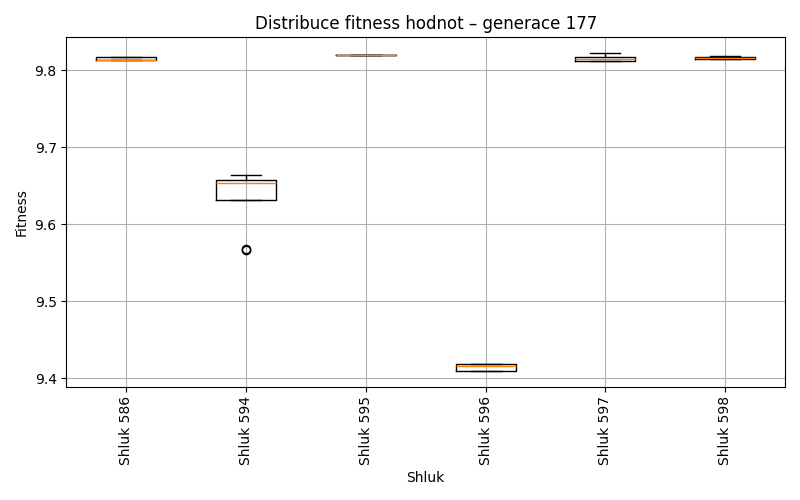 Distribuce fitness hodnot – generace 177
Fitness
9.8
9.7
9.6
9.5
9.4
Shluk 586
Shluk 594
Shluk 595
Shluk 596
Shluk 597
Shluk 598
Shluk